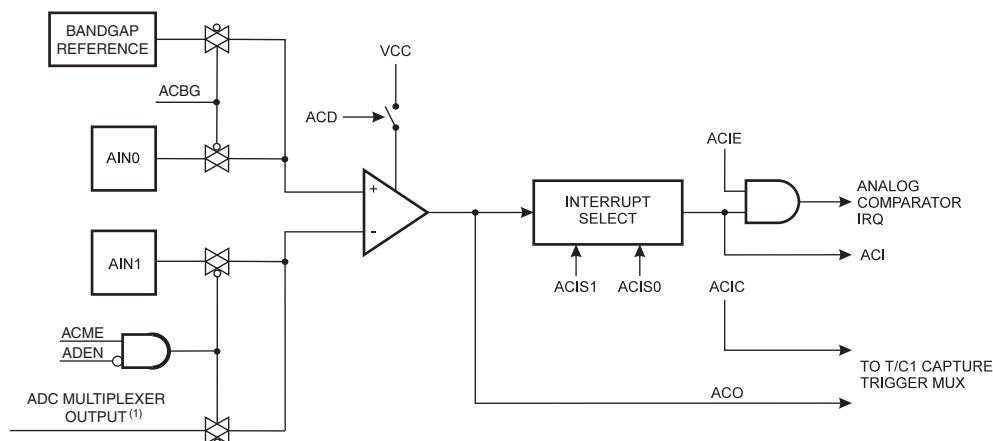 BANDGAP
REFERENCE
VCC
ACBG
ACD
AIN0
ACIE
+
INTERRUPT
SELECT
ANALOG
COMPARATOR
IRQ
-
AIN1
ACI
ACIS1
ACIS0
ACIC
ACME
ADEN
TO T/C1 CAPTURE
TRIGGER MUX
ADC MULTIPLEXER
OUTPUT (1)
ACO